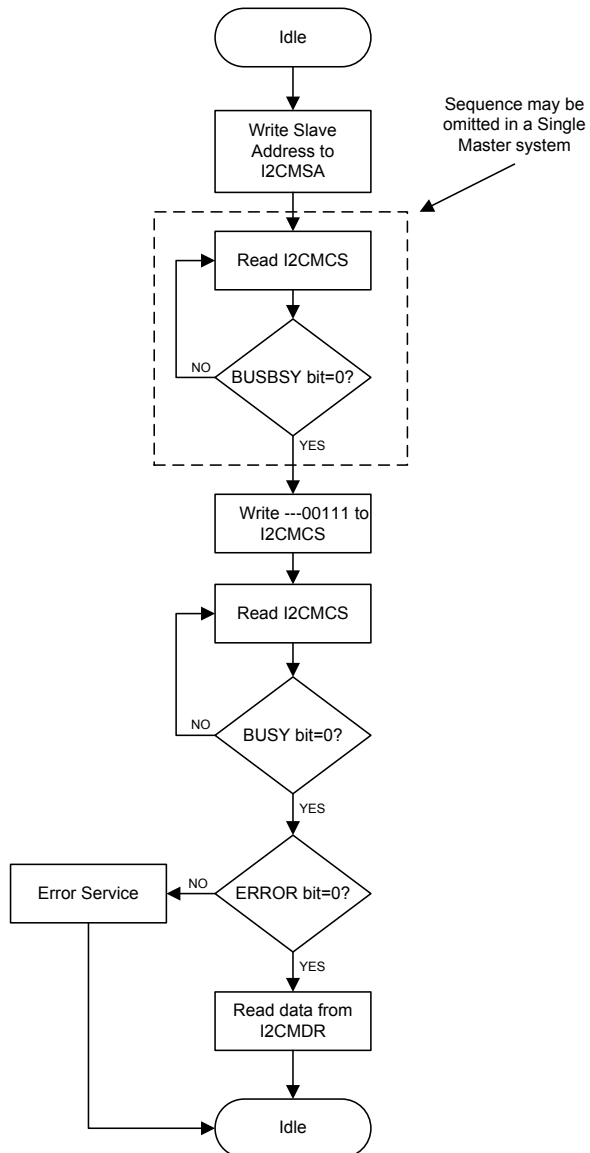 Idle
Write Slave
Address to
I2CMSA
Sequence may be
omitted in a Single
Master system
Read I2CMCS
BUSBSY bit=0?
NO
YES
Write ---00111 to
I2CMCS
Read I2CMCS
BUSY bit=0?
NO
YES
Error Service
NO
ERROR bit=0?
YES
Read data from
I2CMDR
Idle